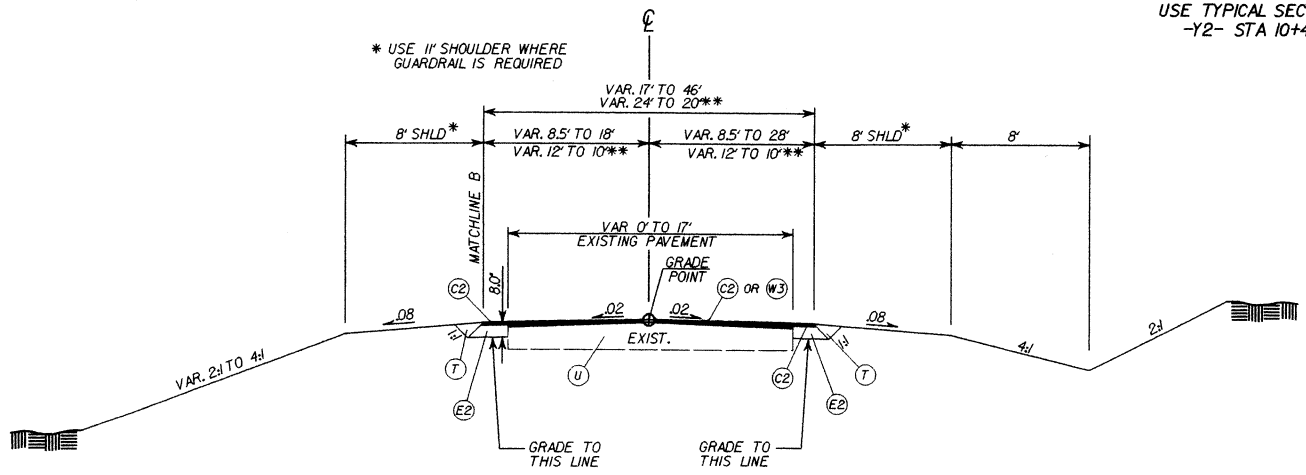 USE TYPICAL SEC
-Y2- STA 10+4
℄
* USE 11' SHOULDER WHERE
GUARDRAIL IS REQUIRED
VAR. 17' TO 46'
VAR. 24' TO 20'**
8' SHLD*
VAR. 8.5' TO 18'
VAR. 8.5' TO 28'
8' SHLD*
8'
VAR. 12' TO 10'**
VAR. 12' TO 10'**
MATCHLINE B
VAR 0' TO 17'
EXISTING PAVEMENT
8.0"
GRADE
POINT
C2
C2 OR W3
.08
.02
.02
.08
1:1
EXIST.
1:1
4:1
2:1
VAR. 2:1 TO 4:1
T
U
C2
T
E2
E2
GRADE TO
THIS LINE
GRADE TO
THIS LINE